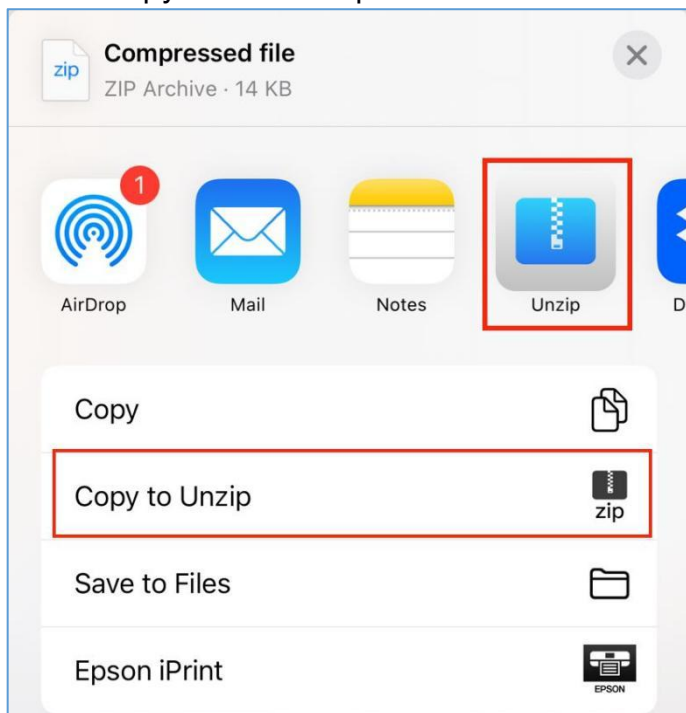 Compressed file
zip
ZIP Archive · 14 KB
1
AirDrop
Mail
Notes
Unzip
D
Copy
Copy to Unzip
zip
Save to Files
Epson iPrint
EPSON